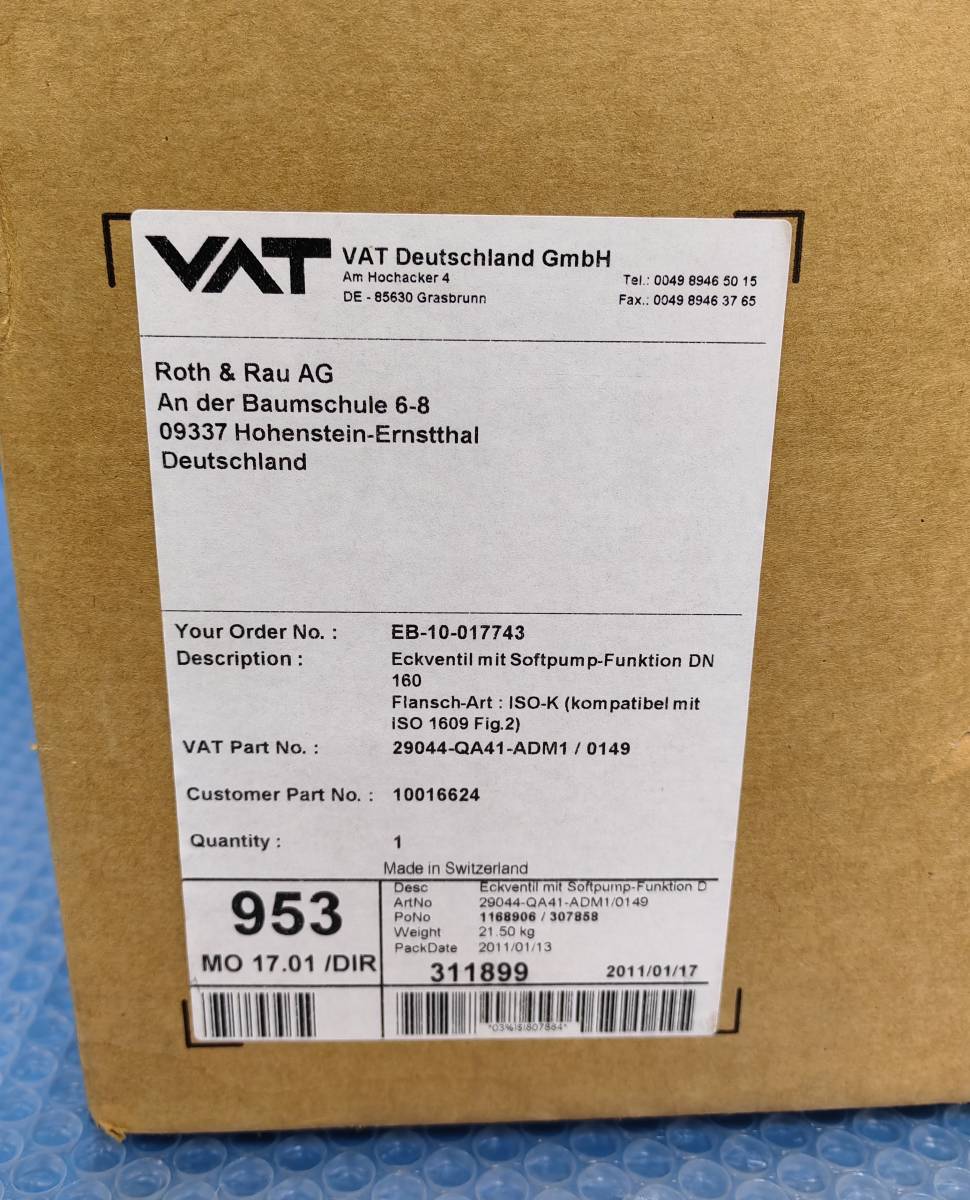 VAT
VAT Deutschland GmbH
Am Hochacker 4
DE - 85630 Grasbrunn
Tel.: 0049 8946 50 15
Fax.: 0049 8946 37 65
Roth & Rau AG
An der Baumschule 6-8
09337 Hohenstein-Ernstthal
Deutschland
Your Order No. : EB-10-017743
Description : Eckventil mit Softpump-Funktion DN
160
Flansch-Art : ISO-K (kompatibel mit
ISO 1609 Fig.2)
VAT Part No. : 29044-QA41-ADM1 / 0149
Customer Part No. : 10016624
Quantity : 1
Made in Switzerland
953
MO 17.01 /DIR
Desc Eckventil mit Softpump-Funktion D
ArtNo 29044-QA41-ADM1/0149
PoNo 1168906 / 307858
Weight 21.50 kg
PackDate 2011/01/13
311899 2011/01/17